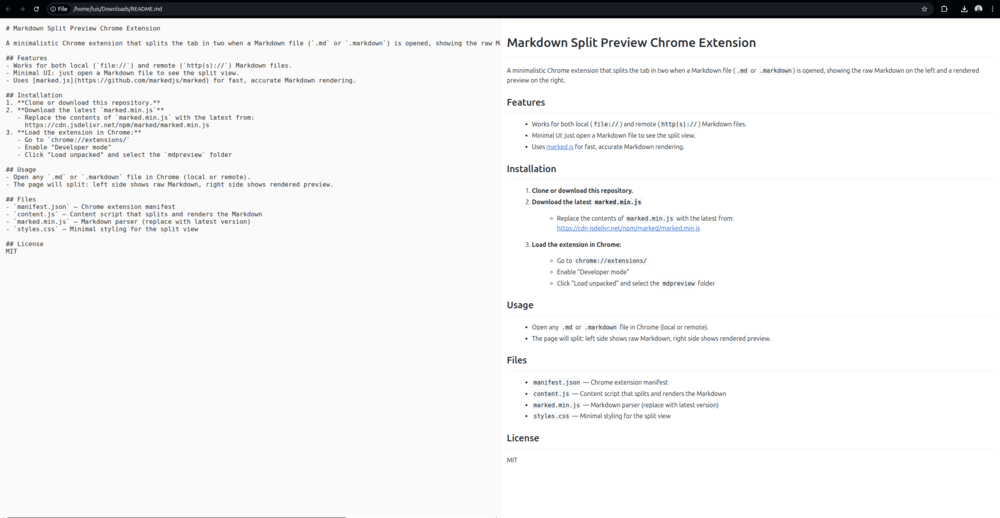 File
/home/luis/Downloads/README.md
# Markdown Split Preview Chrome Extension
A minimalistic Chrome extension that splits the tab in two when a Markdown file (`.md` or `.markdown`) is opened, showing the raw M
## Features
- Works for both local (`file://`) and remote (`http(s)://`) Markdown files.
- Minimal UI: just open a Markdown file to see the split view.
- Uses [marked.js](https://github.com/markedjs/marked) for fast, accurate Markdown rendering.
## Installation
1. **Clone or download this repository.**
2. **Download the latest `marked.min.js`**
- Replace the contents of `marked.min.js` with the latest from:
https://cdn.jsdelivr.net/npm/marked/marked.min.js
3. **Load the extension in Chrome:**
- Go to `chrome://extensions/`
- Enable "Developer mode"
- Click "Load unpacked" and select the `mdpreview` folder
## Usage
- Open any `.md` or `.markdown` file in Chrome (local or remote).
- The page will split: left side shows raw Markdown, right side shows rendered preview.
## Files
- `manifest.json` — Chrome extension manifest
- `content.js` — Content script that splits and renders the Markdown
- `marked.min.js` — Markdown parser (replace with latest version)
- `styles.css` — Minimal styling for the split view
## License
MIT
Markdown Split Preview Chrome Extension
A minimalistic Chrome extension that splits the tab in two when a Markdown file (.md or .markdown) is opened, showing the raw Markdown on the left and a rendered
preview on the right.
Features
• Works for both local (file://) and remote (http(s)://) Markdown files.
• Minimal UI: just open a Markdown file to see the split view.
• Uses marked.js for fast, accurate Markdown rendering.
Installation
1. Clone or download this repository.
2. Download the latest marked.min.js
◦ Replace the contents of marked.min.js with the latest from:
https://cdn.jsdelivr.net/npm/marked/marked.min.js
3. Load the extension in Chrome:
◦ Go to chrome://extensions/
◦ Enable "Developer mode"
◦ Click "Load unpacked" and select the mdpreview folder
Usage
• Open any .md or .markdown file in Chrome (local or remote).
• The page will split: left side shows raw Markdown, right side shows rendered preview.
Files
• manifest.json — Chrome extension manifest
• content.js — Content script that splits and renders the Markdown
• marked.min.js — Markdown parser (replace with latest version)
• styles.css — Minimal styling for the split view
License
MIT